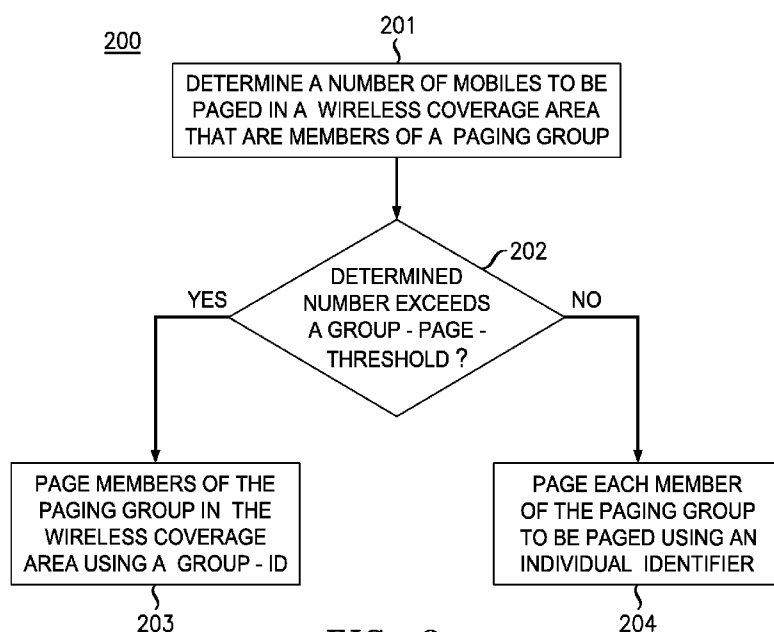 200
201
DETERMINE A NUMBER OF MOBILES TO BE
PAGED IN A WIRELESS COVERAGE AREA
THAT ARE MEMBERS OF A PAGING GROUP
202
DETERMINED
NUMBER EXCEEDS
A GROUP - PAGE -
THRESHOLD ?
YES
NO
PAGE MEMBERS OF THE
PAGING GROUP IN THE
WIRELESS COVERAGE
AREA USING A GROUP - ID
203
PAGE EACH MEMBER
OF THE PAGING GROUP
TO BE PAGED USING AN
INDIVIDUAL IDENTIFIER
204